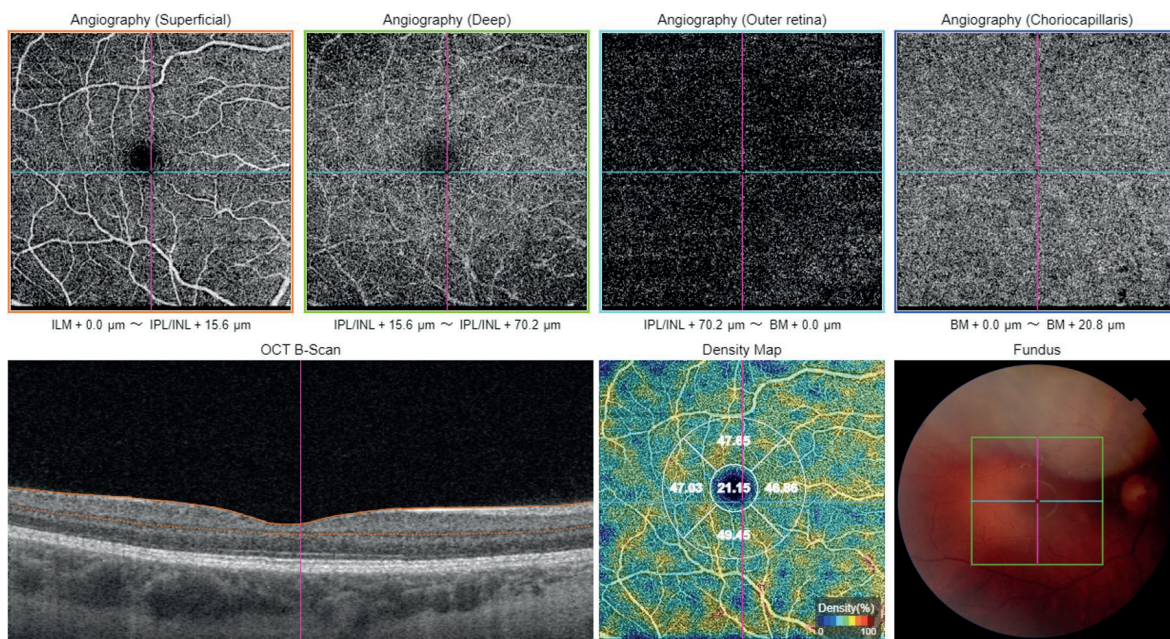 Angiography (Superficial)
Angiography (Deep)
Angiography (Outer retina)
Angiography (Choriocapillaris)
ILM + 0.0 µm ~ IPL/INL + 15.6 µm
IPL/INL + 15.6 µm ~ IPL/INL + 70.2 µm
IPL/INL + 70.2 µm ~ BM + 0.0 µm
BM + 0.0 µm ~ BM + 20.8 µm
OCT B-Scan
Density Map
Fundus
47.65
47.03
21.15
48.86
49.45
Density(%)
0
100